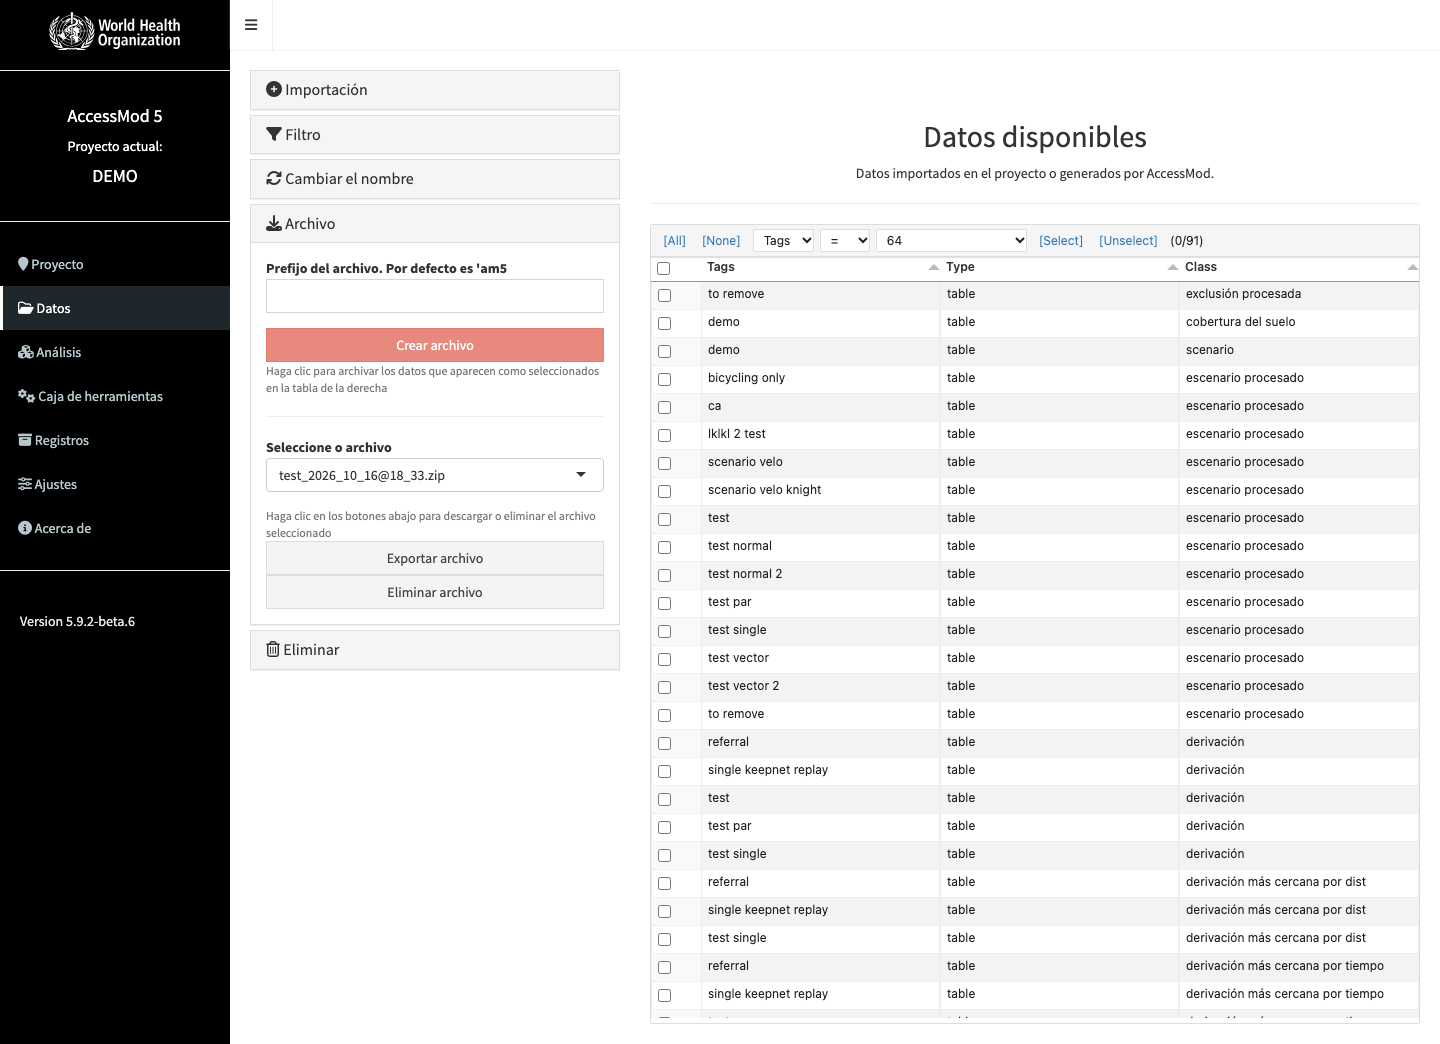 World Health
Organization
AccessMod 5
Proyecto actual:
DEMO
Proyecto
Datos
Análisis
Caja de herramientas
Registros
Ajustes
Acerca de
Version 5.9.2-beta.6
Importación
Filtro
Cambiar el nombre
Archivo
Prefijo del archivo. Por defecto es 'am5
Crear archivo
Haga clic para archivar los datos que aparecen como seleccionados
en la tabla de la derecha
Seleccione o archivo
test_2026_10_16@18_33.zip
Haga clic en los botones abajo para descargar o eliminar el archivo
seleccionado
Exportar archivo
Eliminar archivo
Eliminar
Datos disponibles
Datos importados en el proyecto o generados por AccessMod.
[All] [None] Tags = 64 [Select] [Unselect] (0/91)
Tags Type Class
to remove table exclusión procesada
demo table cobertura del suelo
demo table scenario
bicycling only table escenario procesado
ca table escenario procesado
lklkl 2 test table escenario procesado
scenario velo table escenario procesado
scenario velo knight table escenario procesado
test table escenario procesado
test normal table escenario procesado
test normal 2 table escenario procesado
test par table escenario procesado
test single table escenario procesado
test vector table escenario procesado
test vector 2 table escenario procesado
to remove table escenario procesado
referral table derivación
single keepnet replay table derivación
test table derivación
test par table derivación
test single table derivación
referral table derivación más cercana por dist
single keepnet replay table derivación más cercana por dist
test single table derivación más cercana por dist
referral table derivación más cercana por tiempo
single keepnet replay table derivación más cercana por tiempo